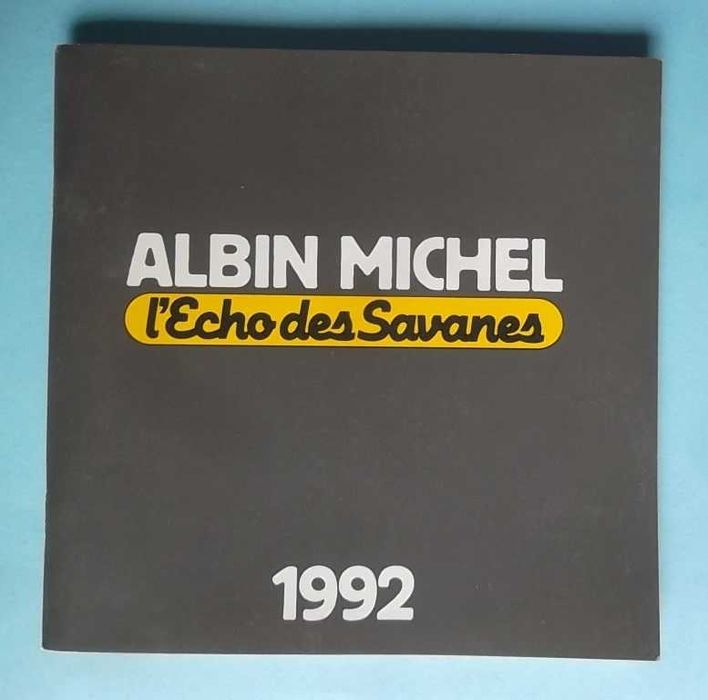 ALBIN MICHEL
l'Echo des Savanes
1992